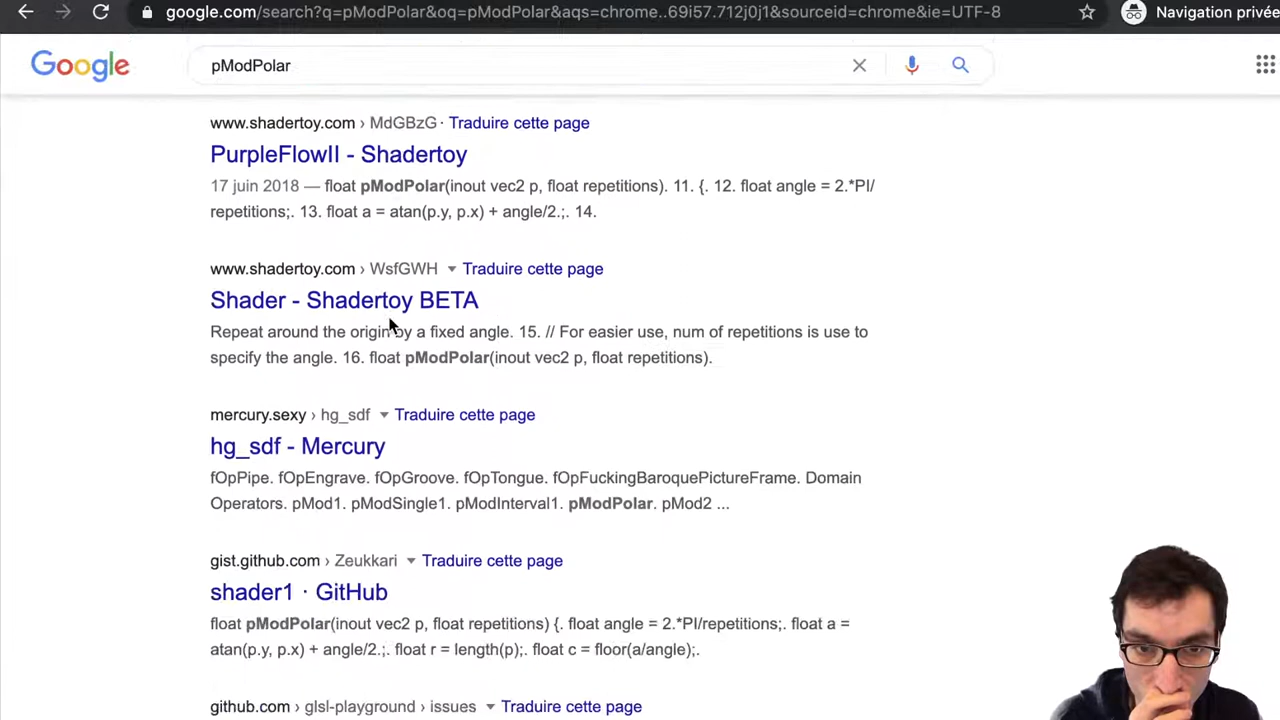 google.com/search?q=pModPolar&oq=pModPolar&aqs=chrome..69i57.712j0j1&sourceid=chrome&ie=UTF-8 Navigation privée
Google pModPolar
www.shadertoy.com › MdGBzG · Traduire cette page
PurpleFlowII - Shadertoy
17 juin 2018 — float pModPolar(inout vec2 p, float repetitions). 11. {. 12. float angle = 2.*PI/
repetitions;. 13. float a = atan(p.y, p.x) + angle/2.;. 14.
www.shadertoy.com › WsfGWH Traduire cette page
Shader - Shadertoy BETA
Repeat around the origin by a fixed angle. 15. // For easier use, num of repetitions is use to
specify the angle. 16. float pModPolar(inout vec2 p, float repetitions).
mercury.sexy › hg_sdf Traduire cette page
hg_sdf - Mercury
fOpPipe. fOpEngrave. fOpGroove. fOpTongue. fOpFuckingBaroquePictureFrame. Domain
Operators. pMod1. pModSingle1. pModInterval1. pModPolar. pMod2 ...
gist.github.com › Zeukkari Traduire cette page
shader1 · GitHub
float pModPolar(inout vec2 p, float repetitions) {. float angle = 2.*PI/repetitions;. float a =
atan(p.y, p.x) + angle/2.;. float r = length(p);. float c = floor(a/angle);.
github.com › glsl-playground › issues Traduire cette page